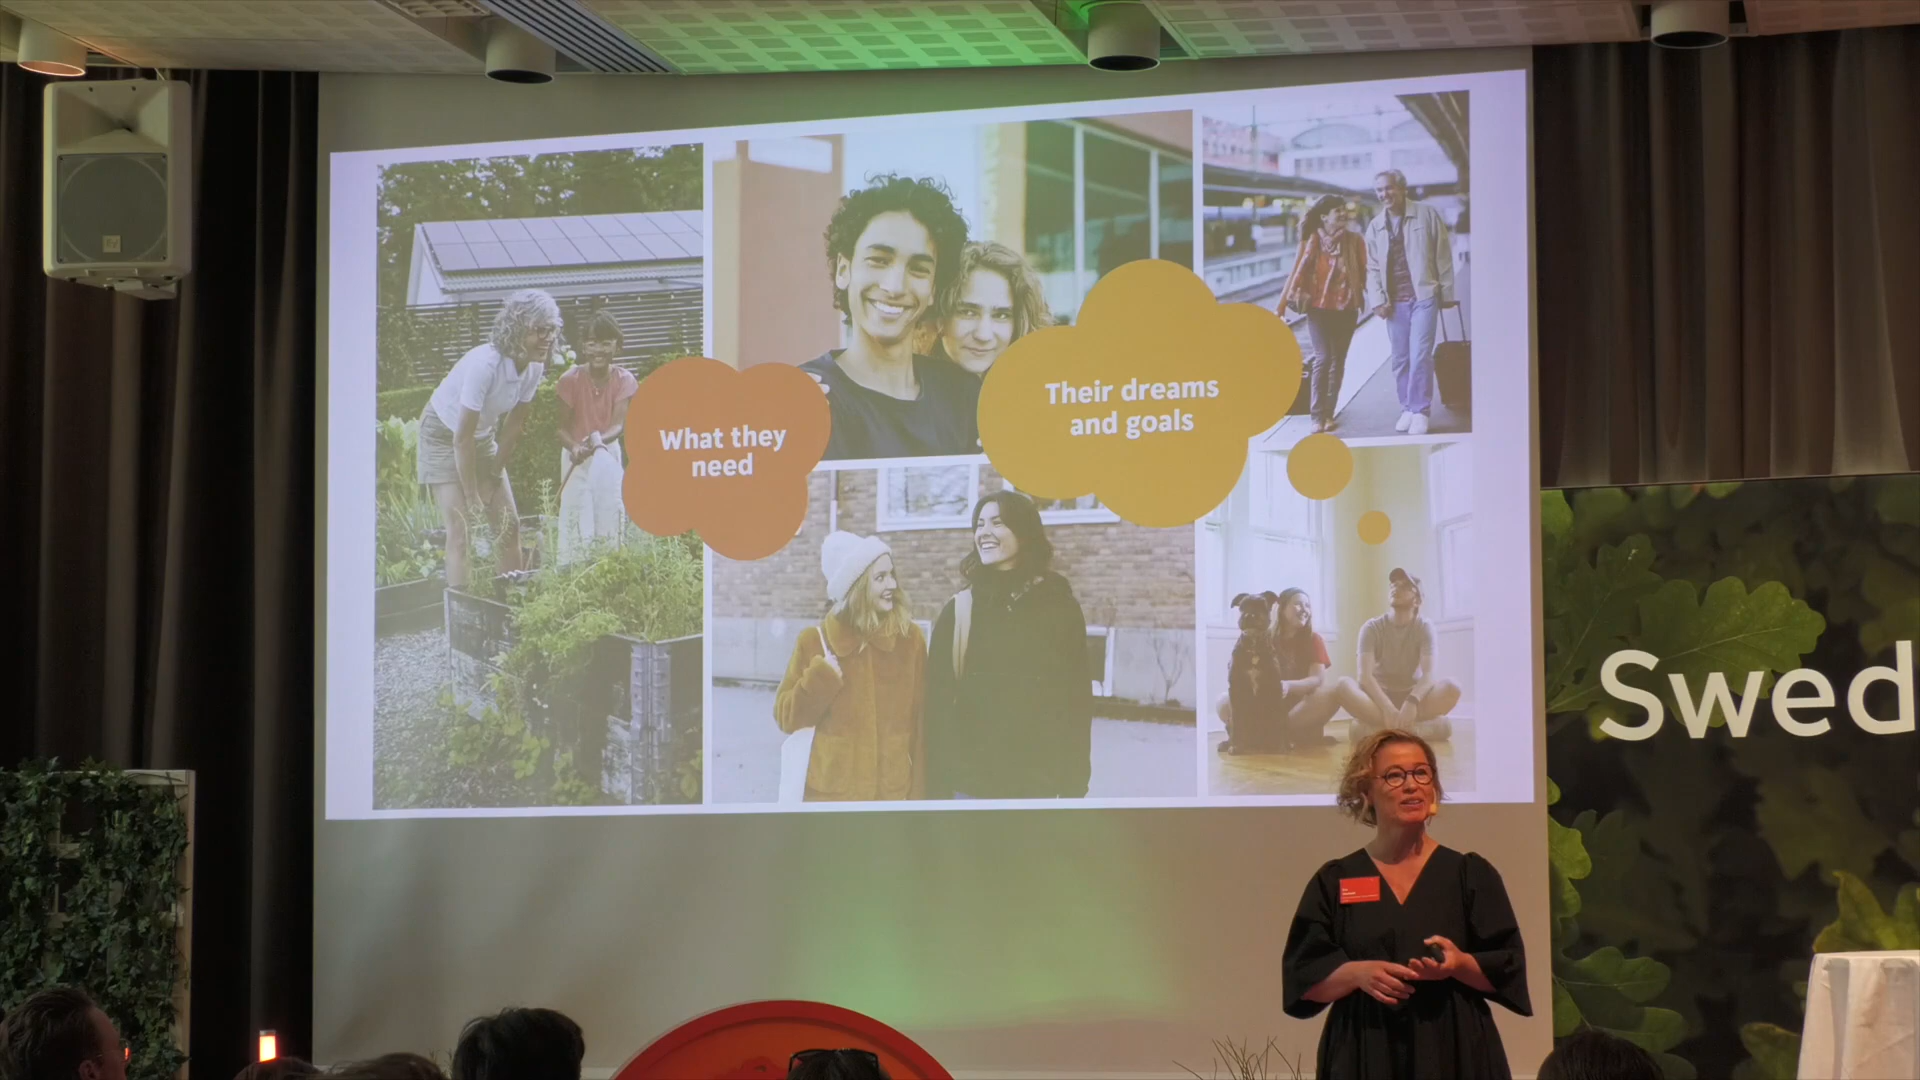 What they
need
Their dreams
and goals
Swed